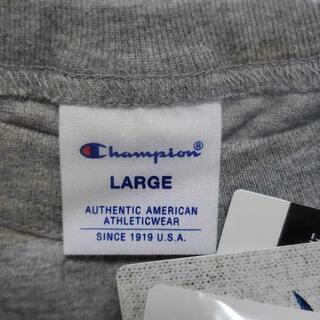 Champion®
LARGE
AUTHENTIC AMERICAN
ATHLETICWEAR
SINCE 1919 U.S.A.